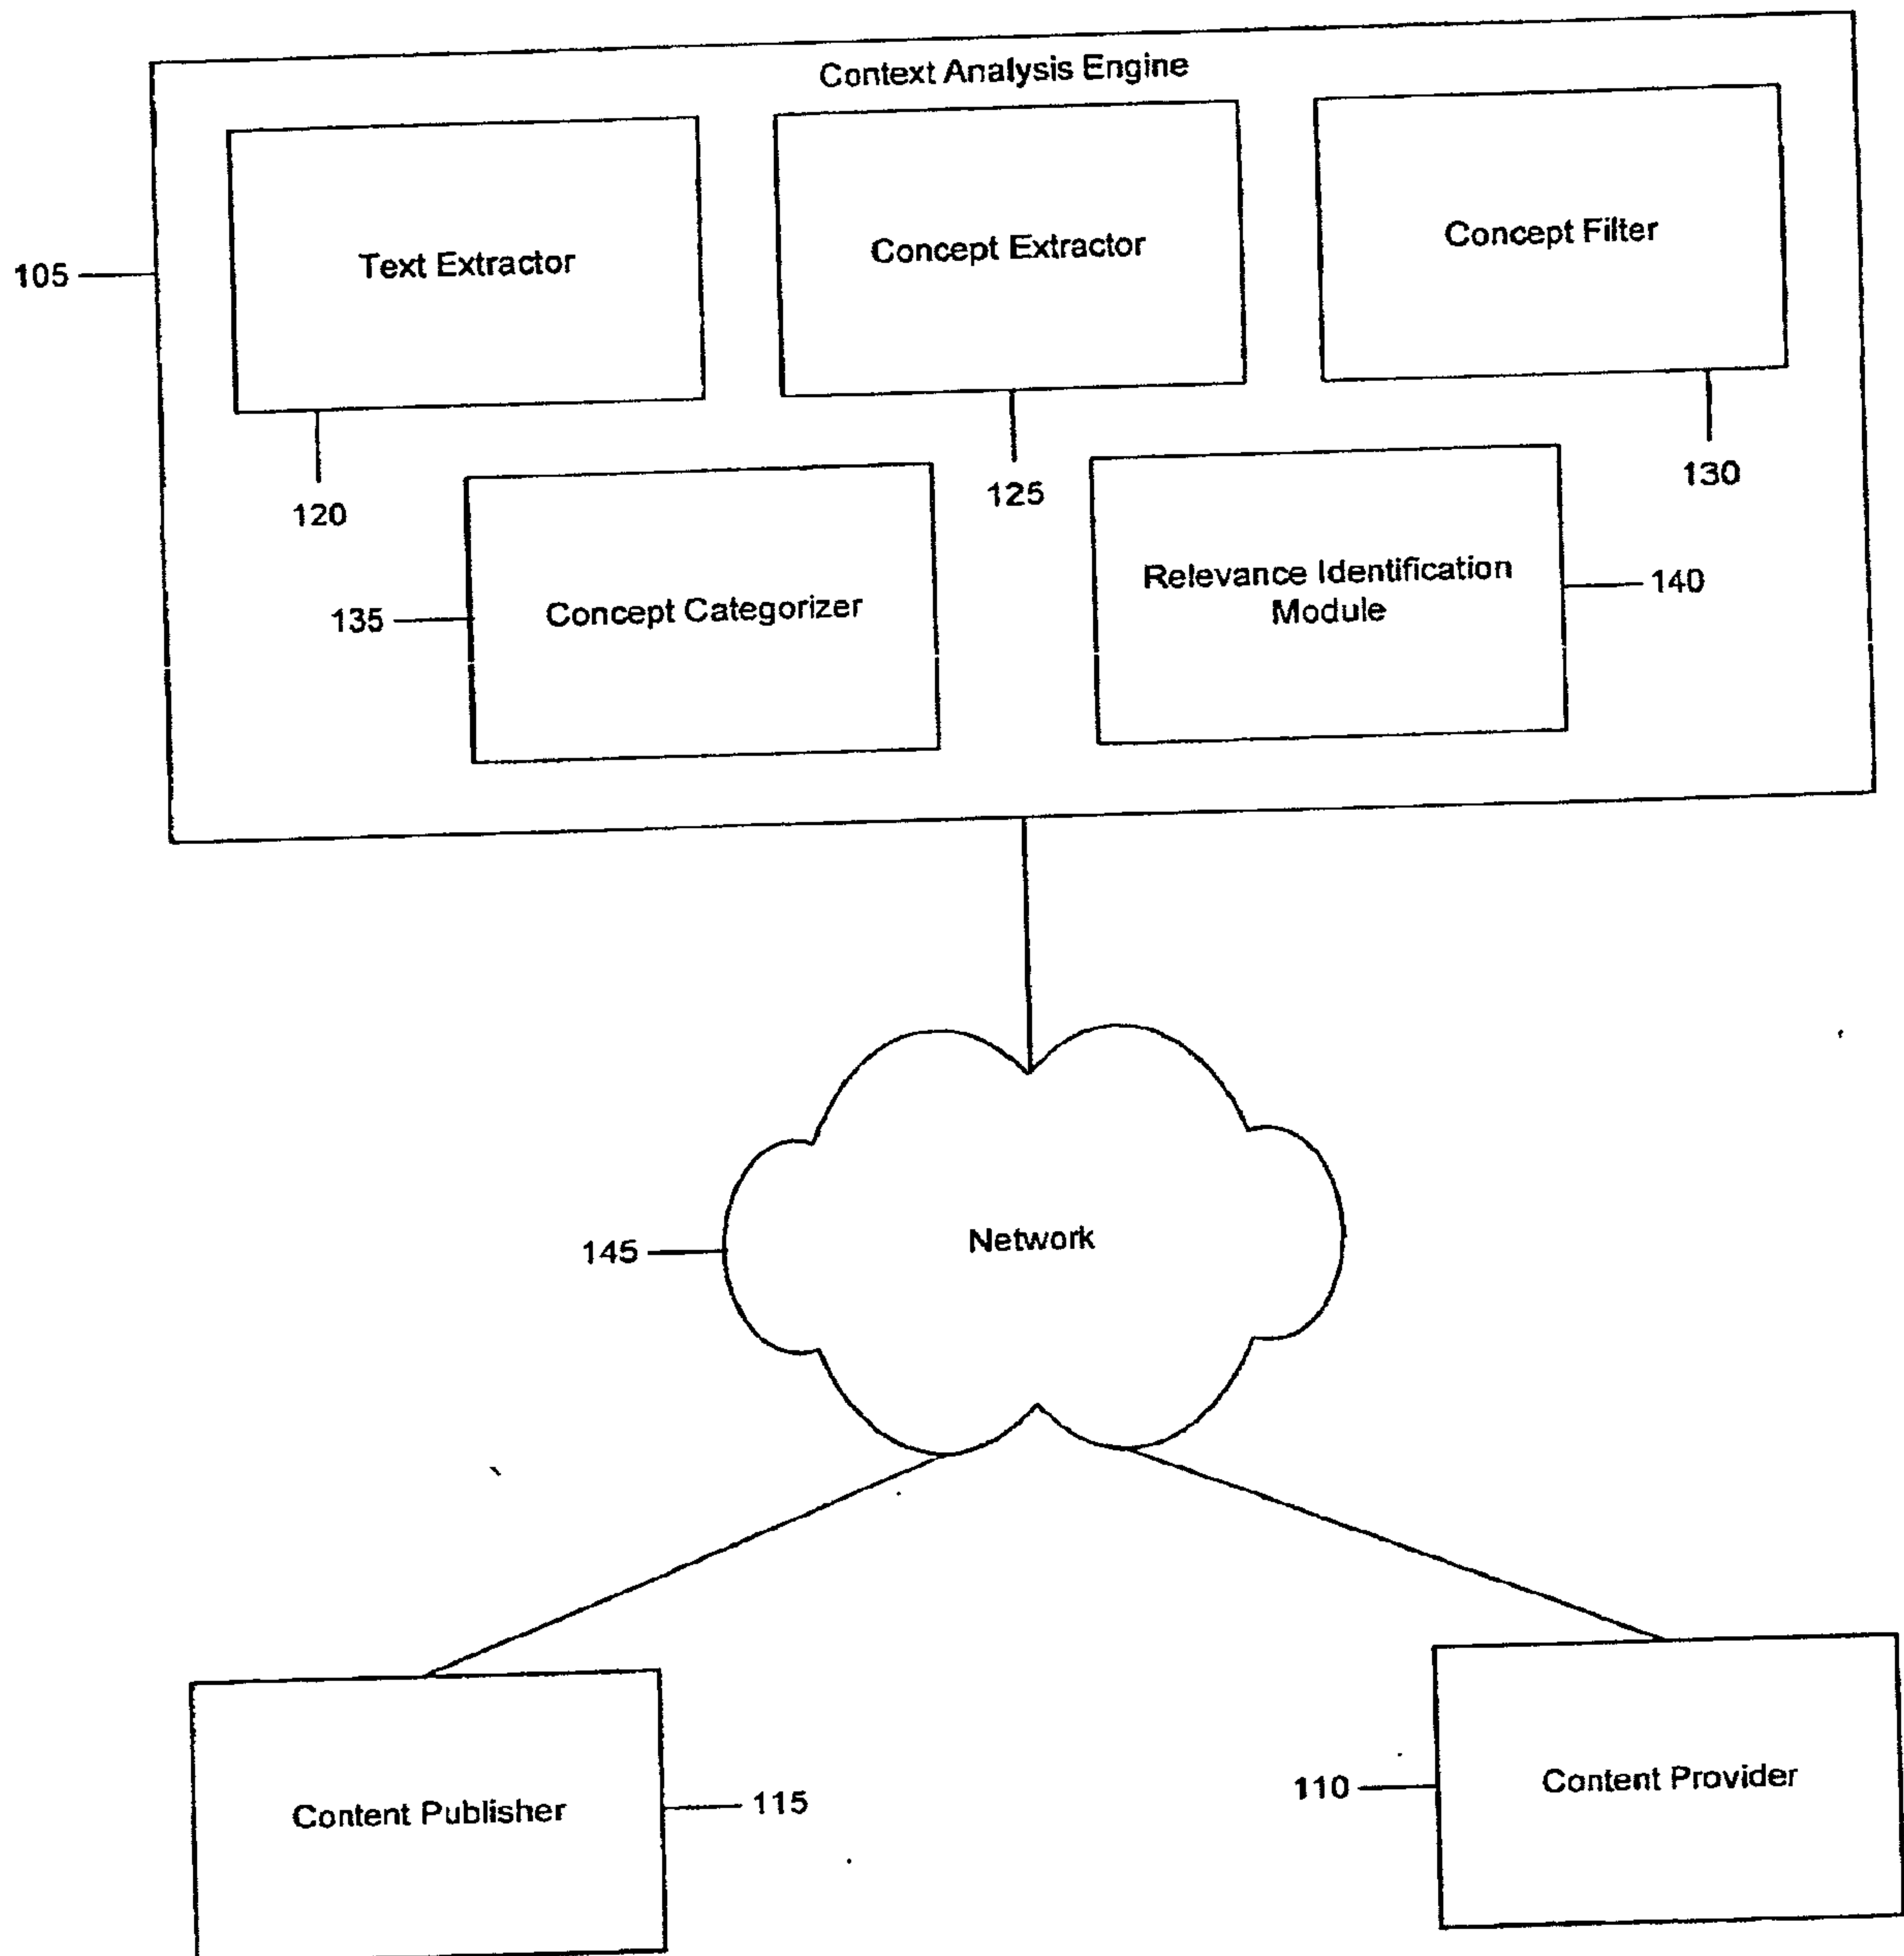 Context Analysis Engine
Text Extractor
Concept Extractor
Concept Filter
105
120
125
130
135
Concept Categorizer
Relevance Identification
Module
140
145
Network
Content Publisher
115
110
Content Provider